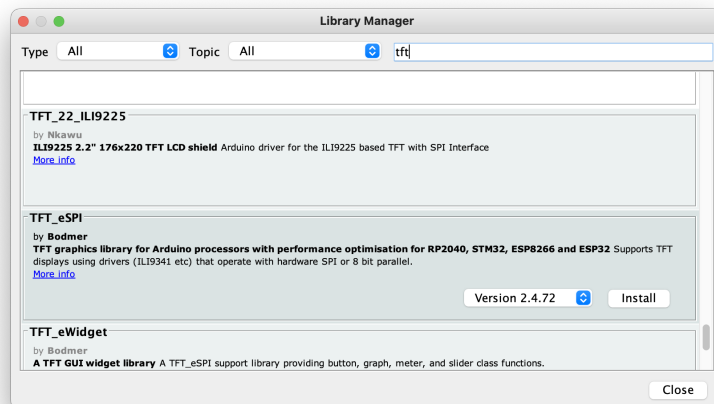 Library Manager
Type All Topic All tft
TFT_22_ILI9225
by Nkawu
ILI9225 2.2" 176x220 TFT LCD shield Arduino driver for the ILI9225 based TFT with SPI Interface
More info
TFT_eSPI
by Bodmer
TFT graphics library for Arduino processors with performance optimisation for RP2040, STM32, ESP8266 and ESP32 Supports TFT
displays using drivers (ILI9341 etc) that operate with hardware SPI or 8 bit parallel.
More info
Version 2.4.72 Install
TFT_eWidget
by Bodmer
A TFT GUI widget library A TFT_eSPI support library providing button, graph, meter, and slider class functions.
Close